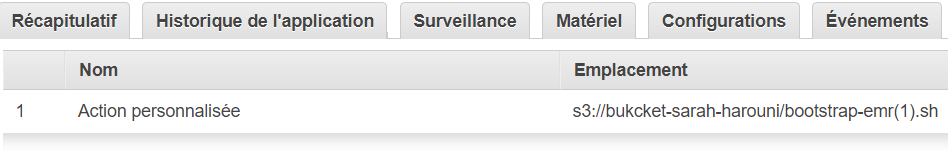 Récapitulatif Historique de l'application Surveillance Matériel Configurations Événements
Nom Emplacement
1 Action personnalisée s3://bukcket-sarah-harouni/bootstrap-emr(1).sh